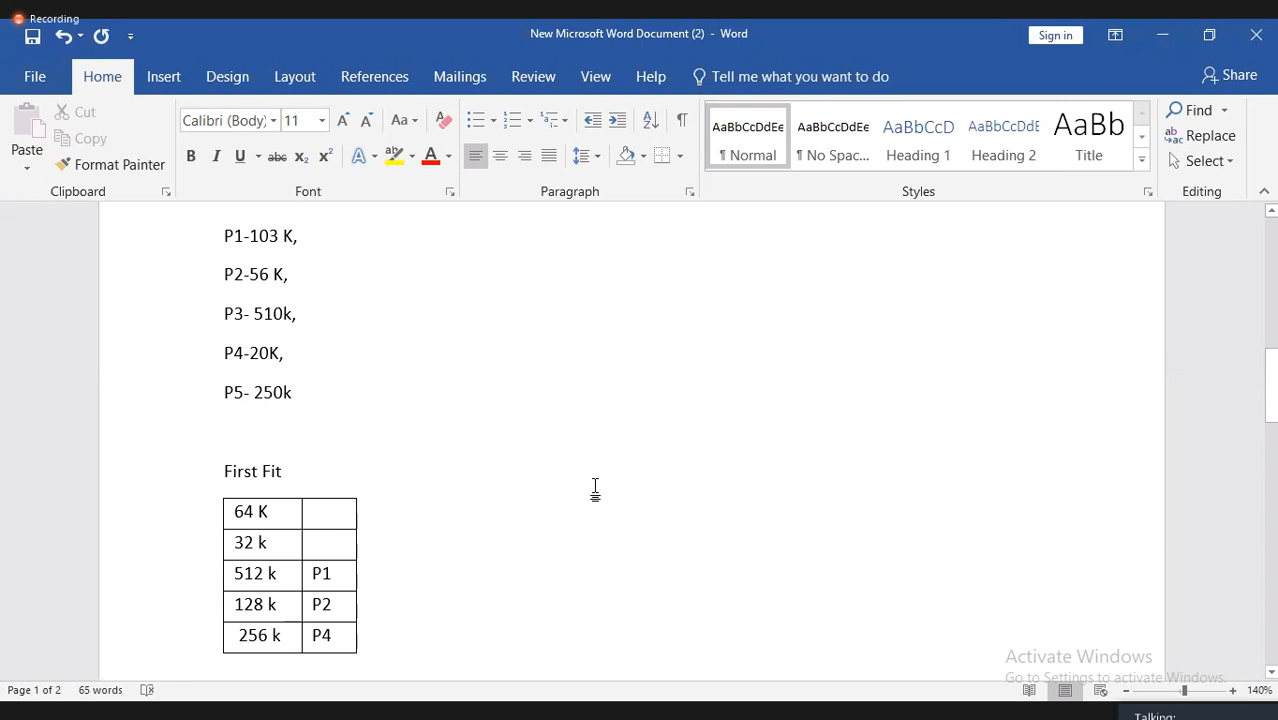 Recording
New Microsoft Word Document (2) - Word
Sign in
File Home Insert Design Layout References Mailings Review View Help Tell me what you want to do Share
Paste
Cut
Copy
Format Painter
Clipboard
Calibri (Body) 11
Font
Paragraph
AaBbCcDdEe AaBbCcDdEe AaBbCcD AaBbCcDdE AaBb
¶ Normal ¶ No Spac... Heading 1 Heading 2 Title
Styles
Find
Replace
Select
Editing
P1-103 K,
P2-56 K,
P3- 510k,
P4-20K,
P5- 250k
First Fit
64 K
32 k
512 k P1
128 k P2
256 k P4
Activate Windows
Go to Settings to activate Windows.
Page 1 of 2 65 words 140%
Talking: